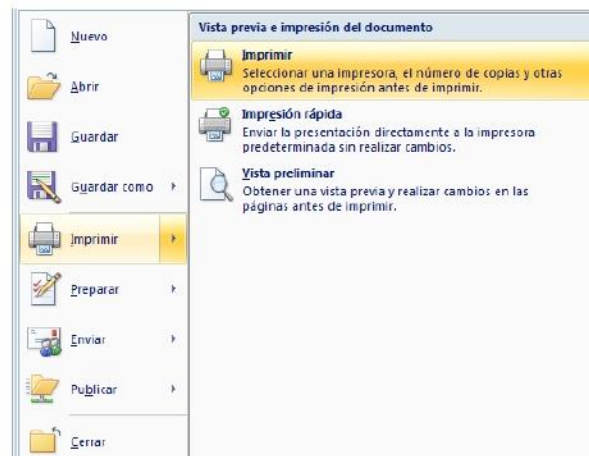 Nuevo
Abrir
Guardar
Guardar como
Imprimir
Preparar
Enviar
Publicar
Cerrar
Vista previa e impresión del documento
Imprimir
Seleccionar una impresora, el número de copias y otras
opciones de impresión antes de imprimir.
Impresión rápida
Enviar la presentación directamente a la impresora
predeterminada sin realizar cambios.
Vista preliminar
Obtener una vista previa y realizar cambios en las
páginas antes de imprimir.